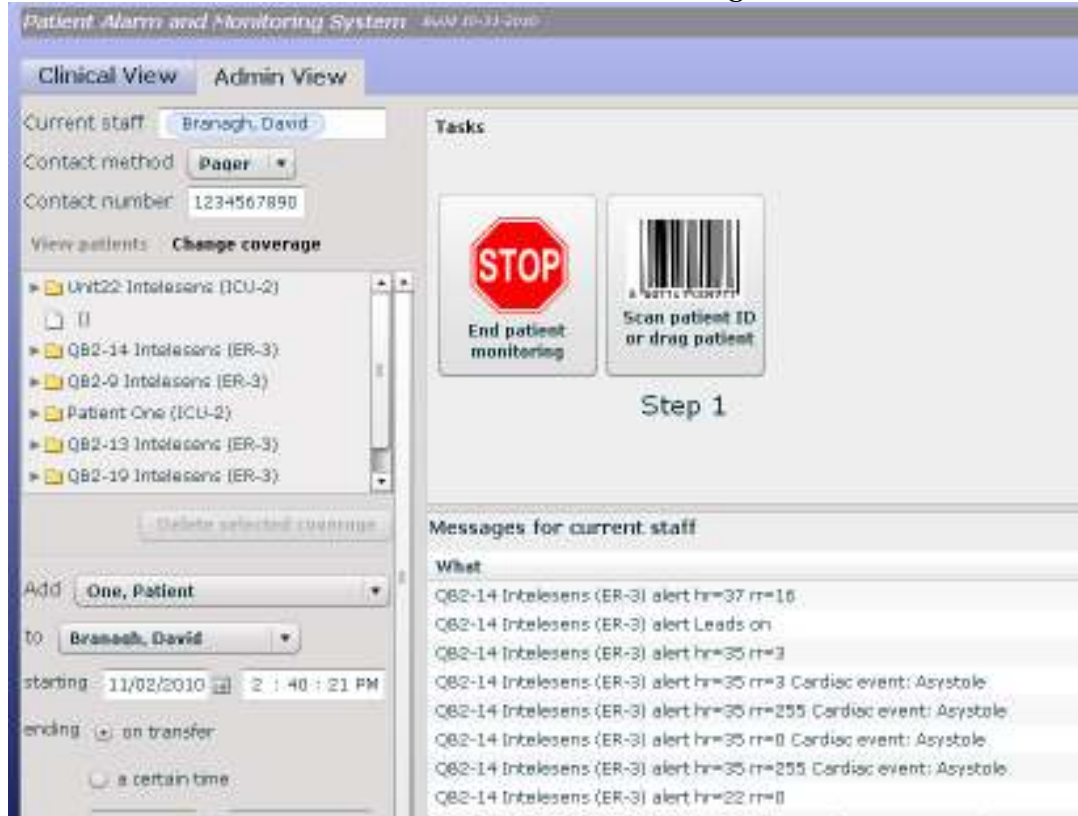 Patient Alarm and Monitoring System Build 10-31-2010
Clinical View Admin View
Current staff Branagh, David
Contact method Pager
Contact number 1234567890
View patients Change coverage
Unit22 Intelesens (ICU-2)
()
QB2-14 Intelesens (ER-3)
QB2-9 Intelesens (ER-3)
Patient One (ICU-2)
QB2-13 Intelesens (ER-3)
QB2-19 Intelesens (ER-3)
Delete selected coverage
Add One, Patient
to Branagh, David
starting 11/02/2010 2 : 40 : 21 PM
ending on transfer
a certain time
Tasks
STOP
End patient
monitoring
Scan patient ID
or drag patient
Step 1
Messages for current staff
What
QB2-14 Intelesens (ER-3) alert hr=37 rr=16
QB2-14 Intelesens (ER-3) alert Leads on
QB2-14 Intelesens (ER-3) alert hr=35 rr=3
QB2-14 Intelesens (ER-3) alert hr=35 rr=3 Cardiac event: Asystole
QB2-14 Intelesens (ER-3) alert hr=35 rr=255 Cardiac event: Asystole
QB2-14 Intelesens (ER-3) alert hr=35 rr=0 Cardiac event: Asystole
QB2-14 Intelesens (ER-3) alert hr=35 rr=255 Cardiac event: Asystole
QB2-14 Intelesens (ER-3) alert hr=22 rr=0